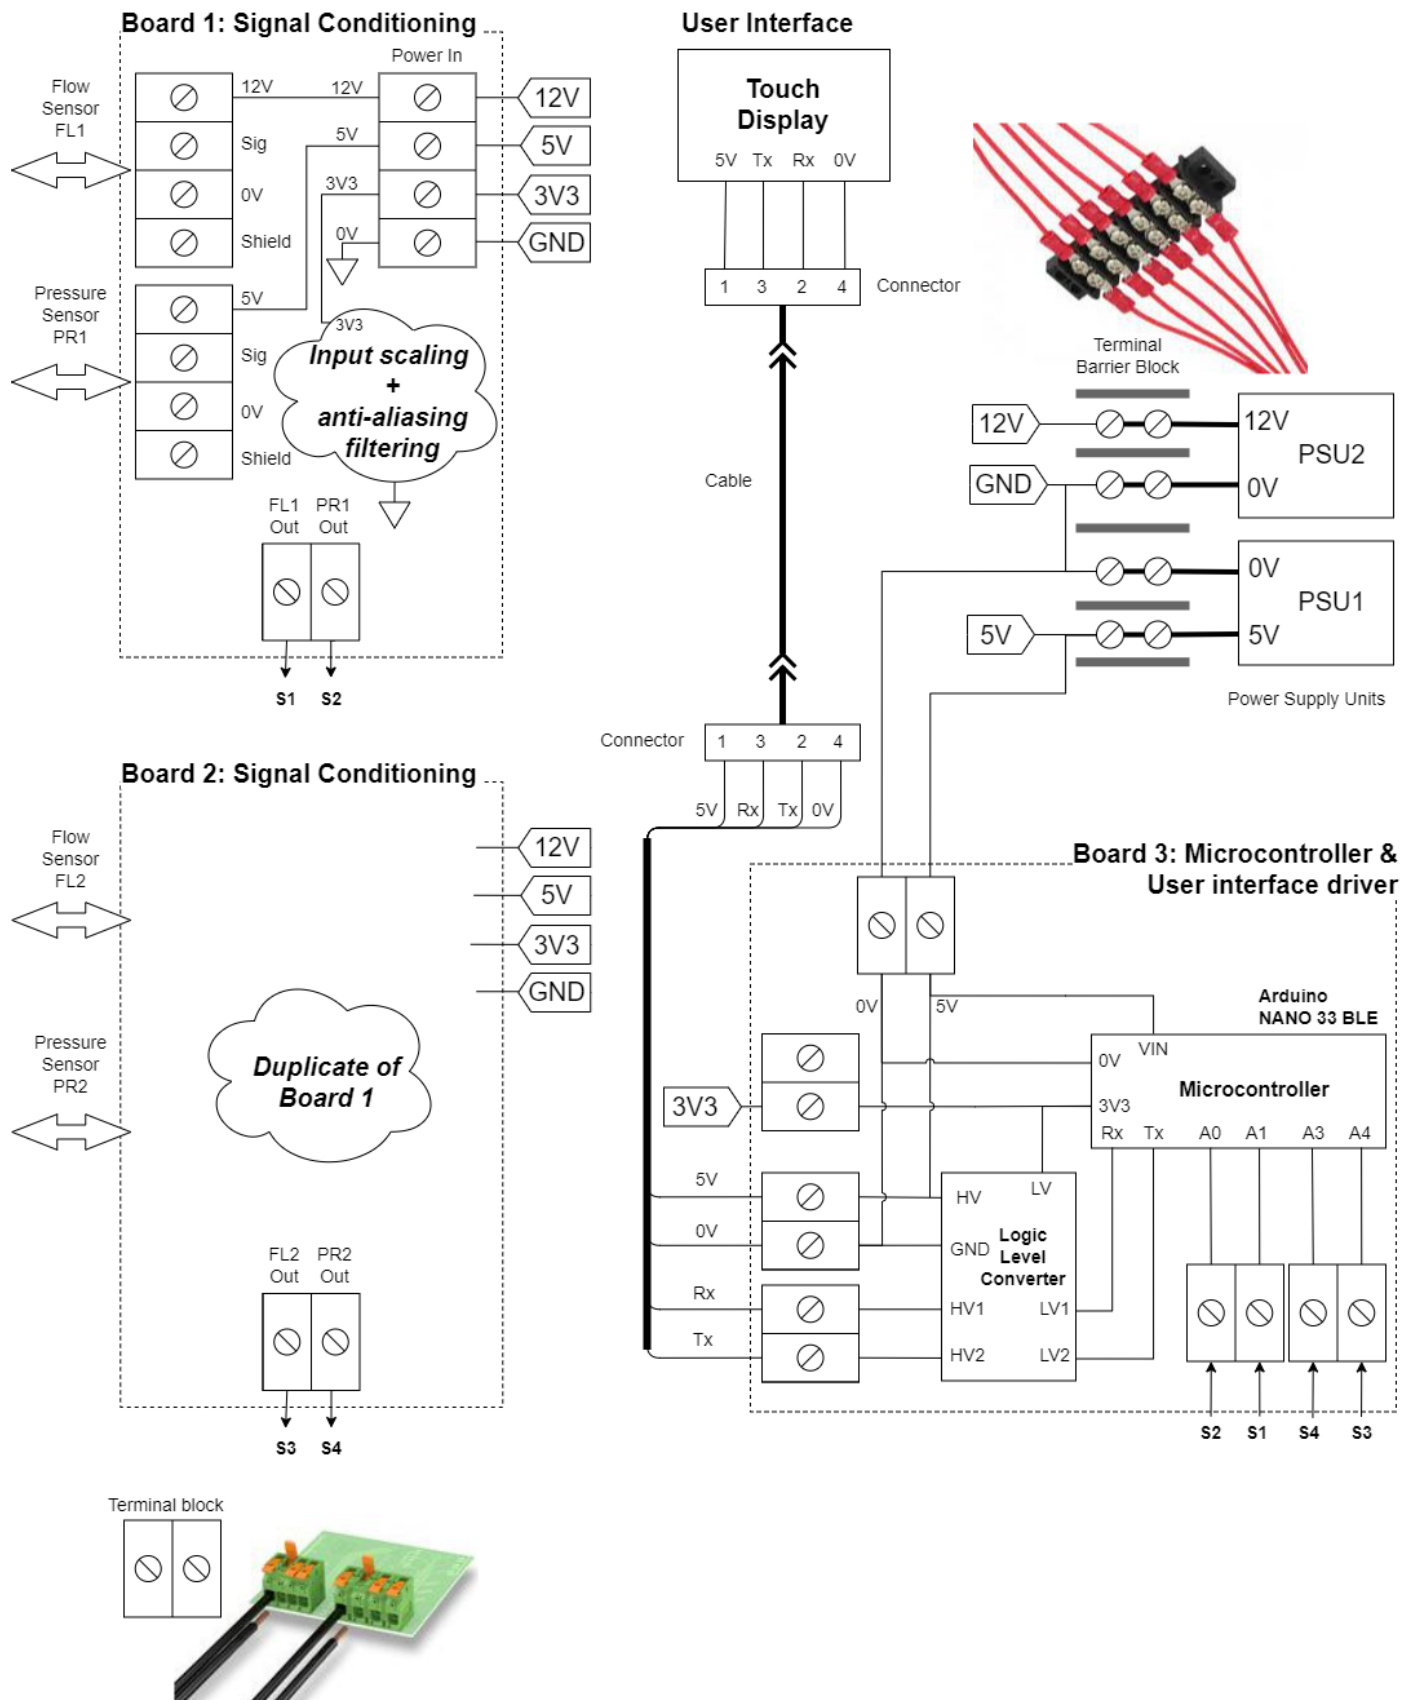 Board 1: Signal Conditioning
Power In
Flow
Sensor
FL1
12V
12V
12V
Sig
5V
5V
0V
3V3
3V3
Shield
0V
GND
Pressure
Sensor
PR1
5V
Sig
0V
Shield
3V3
Input scaling
+
anti-aliasing
filtering
FL1
Out
PR1
Out
S1
S2
User Interface
Touch
Display
5V Tx Rx 0V
1 3 2 4
Connector
Cable
Connector
1 3 2 4
5V Rx Tx 0V
Terminal
Barrier Block
12V
12V
PSU2
GND
0V
0V
PSU1
5V
5V
Power Supply Units
Board 2: Signal Conditioning
Flow
Sensor
FL2
12V
5V
3V3
GND
Pressure
Sensor
PR2
Duplicate of
Board 1
FL2
Out
PR2
Out
S3
S4
Board 3: Microcontroller &
User interface driver
0V
5V
Arduino
NANO 33 BLE
VIN
0V
Microcontroller
3V3
3V3
Rx Tx A0 A1 A3 A4
5V
HV
LV
0V
GND
Logic
Level
Converter
Rx
HV1
LV1
Tx
HV2
LV2
S2 S1 S4 S3
Terminal block